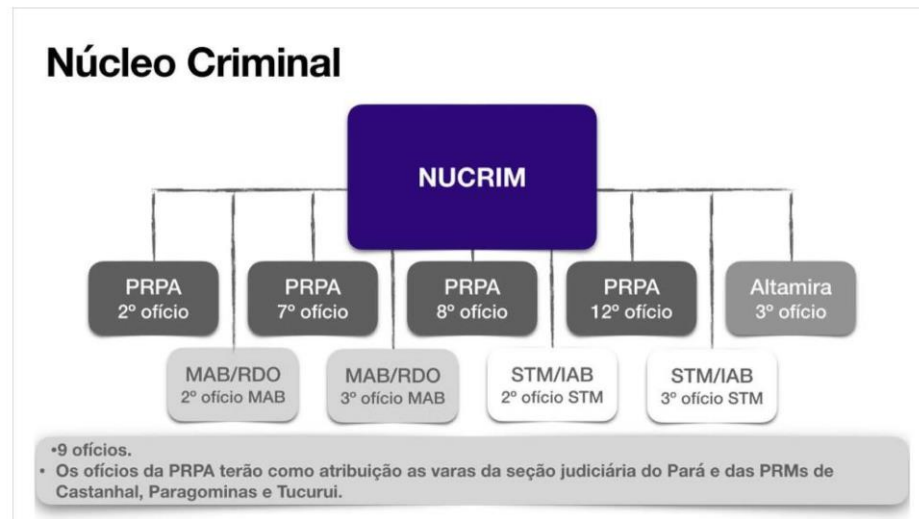 Núcleo Criminal
NUCRIM
PRPA
2º ofício
PRPA
7º ofício
PRPA
8º ofício
PRPA
12º ofício
Altamira
3º ofício
MAB/RDO
2º ofício MAB
MAB/RDO
3º ofício MAB
STM/IAB
2º ofício STM
STM/IAB
3º ofício STM
•9 ofícios.
• Os ofícios da PRPA terão como atribuição as varas da seção judiciária do Pará e das PRMs de
Castanhal, Paragominas e Tucurui.